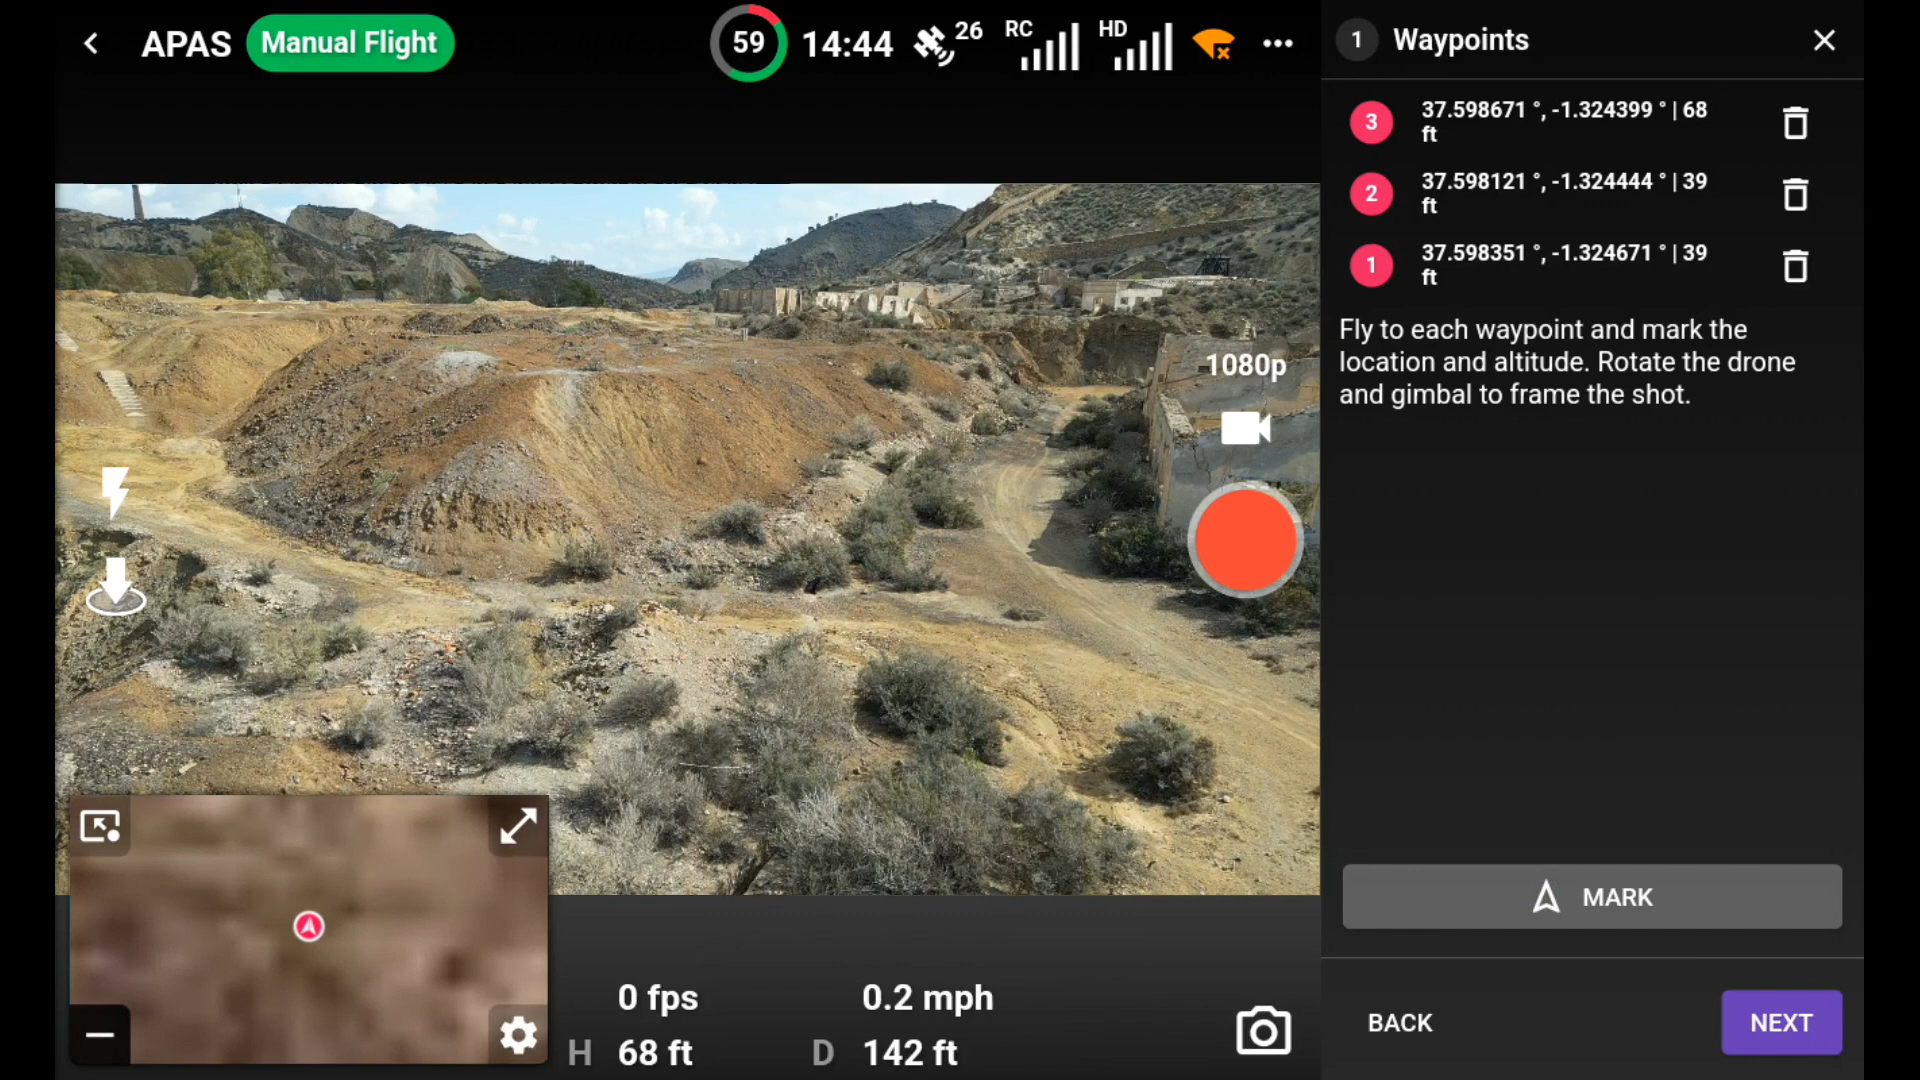 APAS Manual Flight 59 14:44 26 RC HD
1 Waypoints
3 37.598671 °, -1.324399 ° | 68
ft
2 37.598121 °, -1.324444 ° | 39
ft
1 37.598351 °, -1.324671 ° | 39
ft
Fly to each waypoint and mark the
location and altitude. Rotate the drone
and gimbal to frame the shot.
1080p
MARK
0 fps 0.2 mph
H 68 ft D 142 ft
BACK NEXT